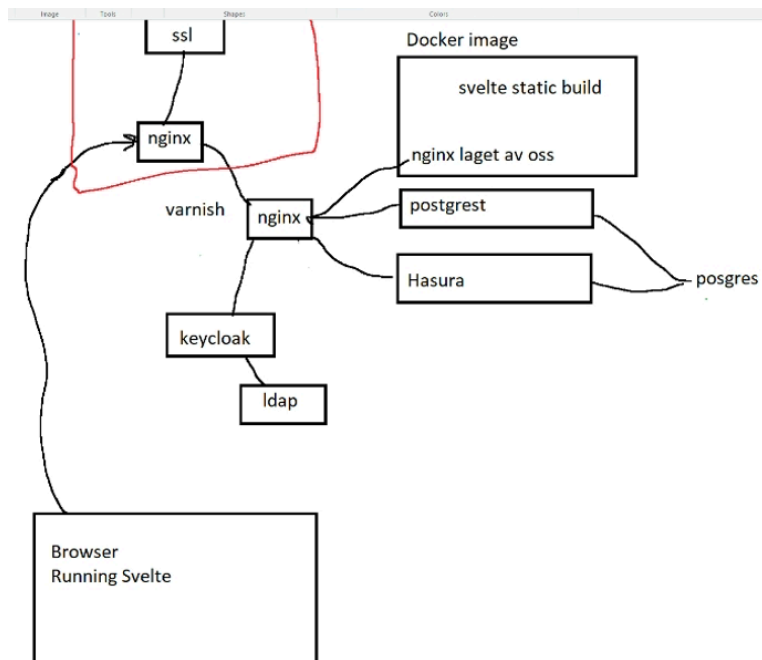 Image
Tools
Shapes
Colors
ssl
Docker image
svelte static build
nginx
nginx laget av oss
varnish
nginx
postgrest
Hasura
posgres
keycloak
ldap
Browser
Running Svelte